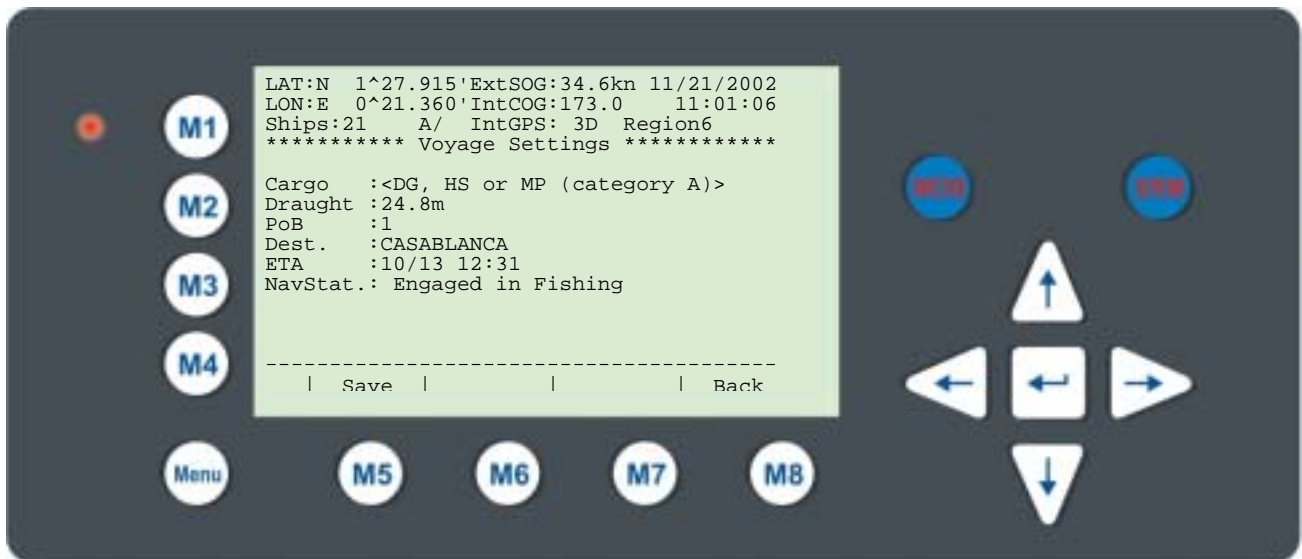 LAT:N 1^27.915'ExtSOG:34.6kn 11/21/2002
LON:E 0^21.360'IntCOG:173.0 11:01:06
Ships:21 A/ IntGPS: 3D Region6
*********** Voyage Settings ************
Cargo :<DG, HS or MP (category A)>
Draught :24.8m
PoB :1
Dest. :CASABLANCA
ETA :10/13 12:31
NavStat.: Engaged in Fishing
----------------------------------------
| Save | | | Back
M1
M2
M3
M4
Menu
M5 M6 M7 M8